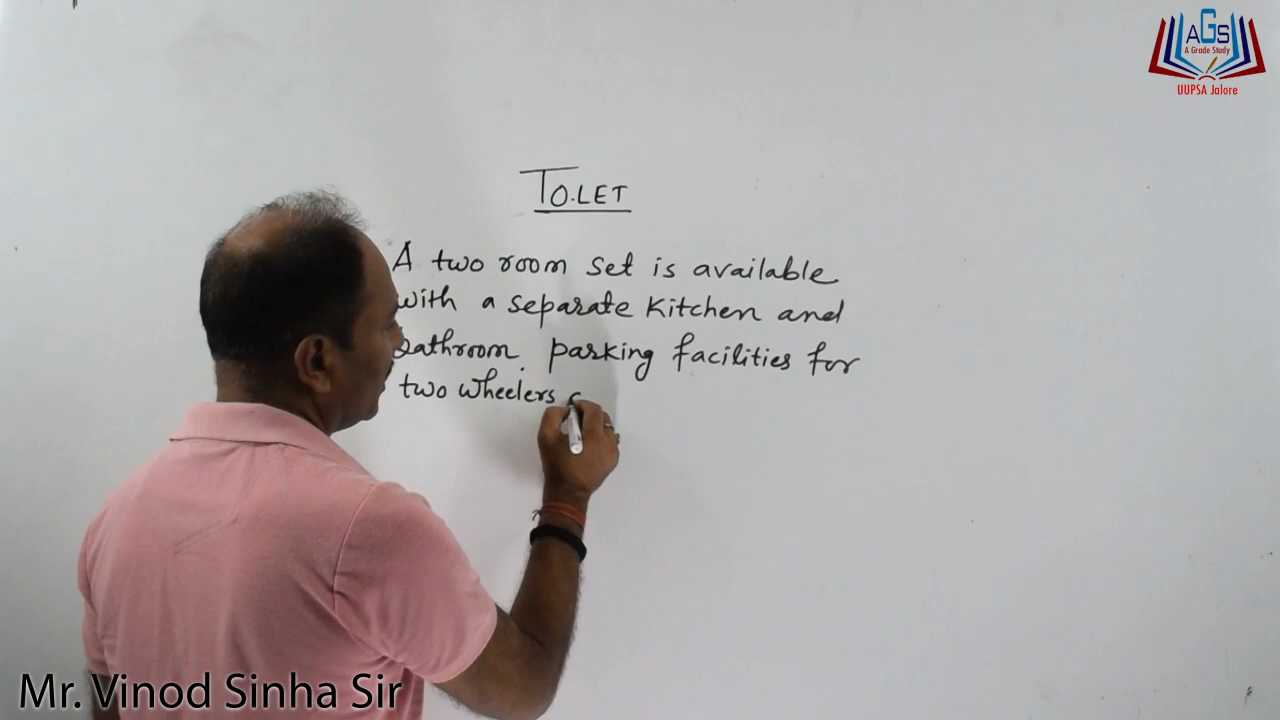 AGS
A Grade Study
UUPSA Jalore
TO.LET
A two room set is available
with a separate Kitchen and
bathroom. parking facilities for
two wheelers
Mr. Vinod Sinha Sir